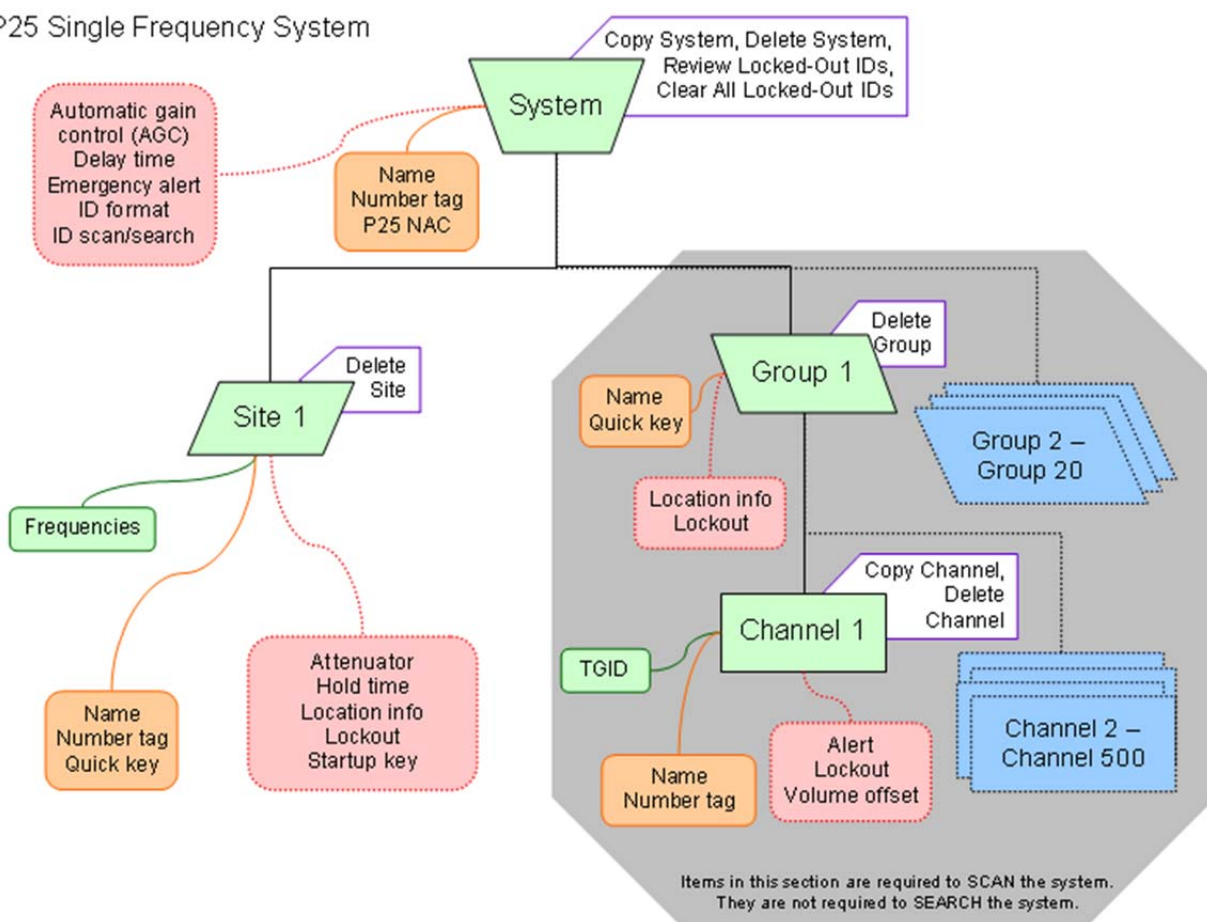 P25 Single Frequency System
Copy System, Delete System,
Review Locked-Out IDs,
Clear All Locked-Out IDs
System
Automatic gain
control (AGC)
Delay time
Emergency alert
ID format
ID scan/search
Name
Number tag
P25 NAC
Delete
Site
Site 1
Frequencies
Name
Number tag
Quick key
Attenuator
Hold time
Location info
Lockout
Startup key
Delete
Group
Group 1
Name
Quick key
Location info
Lockout
Group 2 –
Group 20
Copy Channel,
Delete
Channel
Channel 1
TGID
Name
Number tag
Alert
Lockout
Volume offset
Channel 2 –
Channel 500
Items in this section are required to SCAN the system.
They are not required to SEARCH the system.